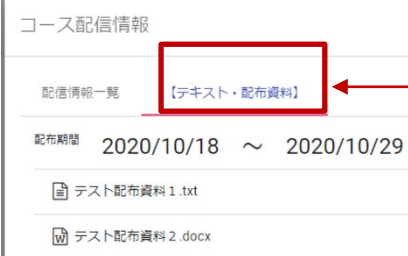 コース配信情報
配信情報一覧 【テキスト・配布資料】
配布期間 2020/10/18 ～ 2020/10/29
テスト配布資料１.txt
W テスト配布資料２.docx